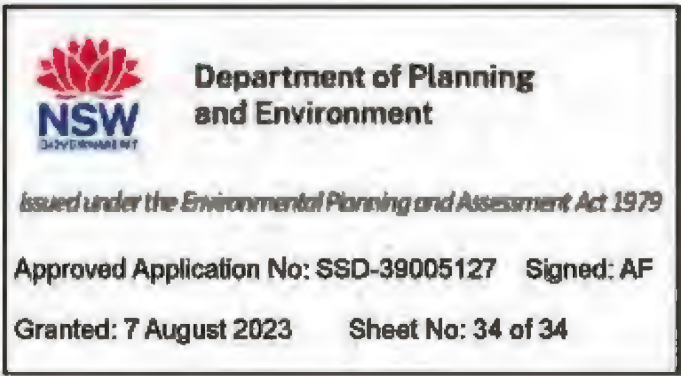 Department of Planning
and Environment
NSW
GOVERNMENT
Issued under the Environmental Planning and Assessment Act 1979
Approved Application No: SSD-39005127 Signed: AF
Granted: 7 August 2023 Sheet No: 34 of 34